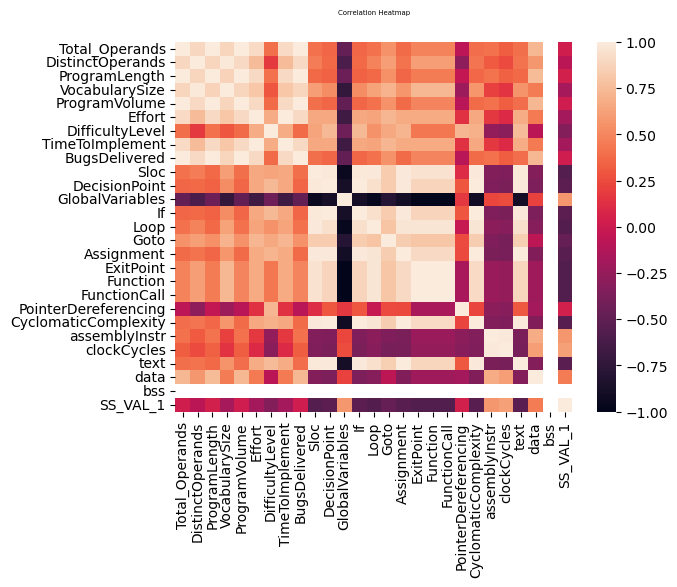 Correlation Heatmap
Total_Operands
DistinctOperands
ProgramLength
VocabularySize
ProgramVolume
Effort
DifficultyLevel
TimeToImplement
BugsDelivered
Sloc
DecisionPoint
GlobalVariables
If
Loop
Goto
Assignment
ExitPoint
Function
FunctionCall
PointerDereferencing
CyclomaticComplexity
assemblyInstr
clockCycles
text
data
bss
SS_VAL_1
1.00
0.75
0.50
0.25
0.00
−0.25
−0.50
−0.75
−1.00
Total_Operands
DistinctOperands
ProgramLength
VocabularySize
ProgramVolume
Effort
DifficultyLevel
TimeToImplement
BugsDelivered
Sloc
DecisionPoint
GlobalVariables
If
Loop
Goto
Assignment
ExitPoint
Function
FunctionCall
PointerDereferencing
CyclomaticComplexity
assemblyInstr
clockCycles
text
data
bss
SS_VAL_1